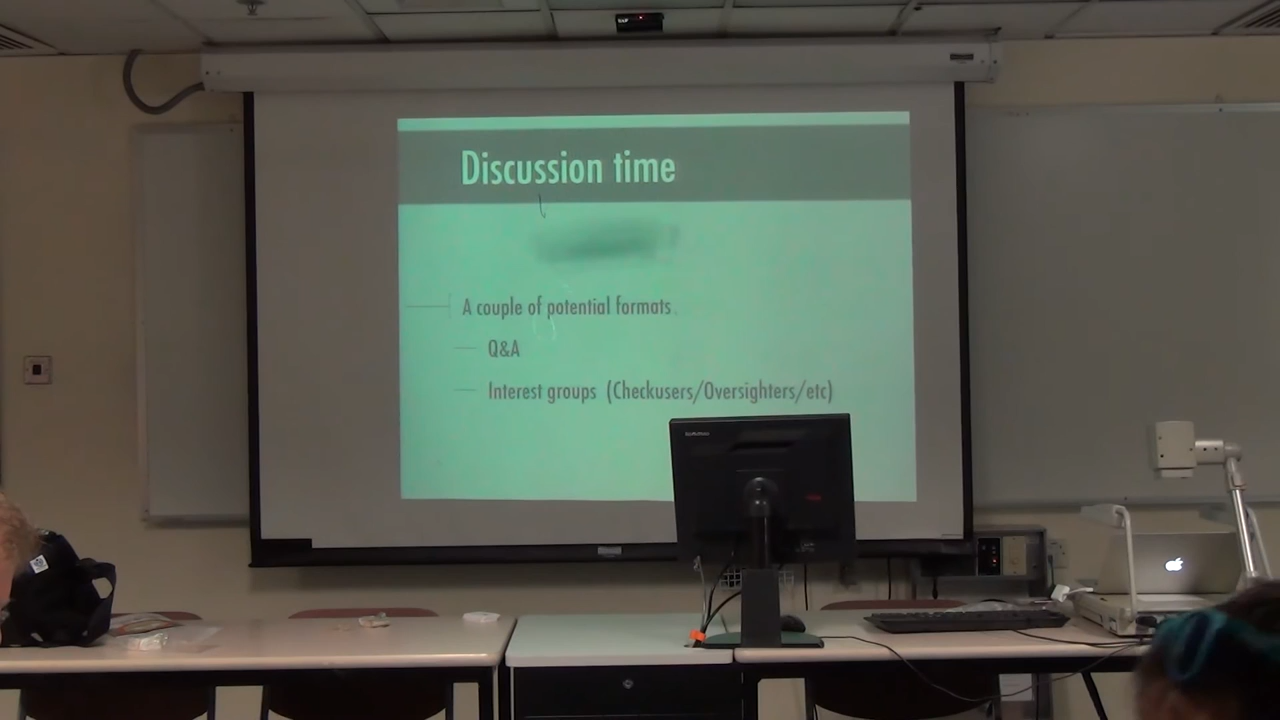 Discussion time
A couple of potential formats
Q&A
Interest groups (Checkusers/Oversighters/etc)